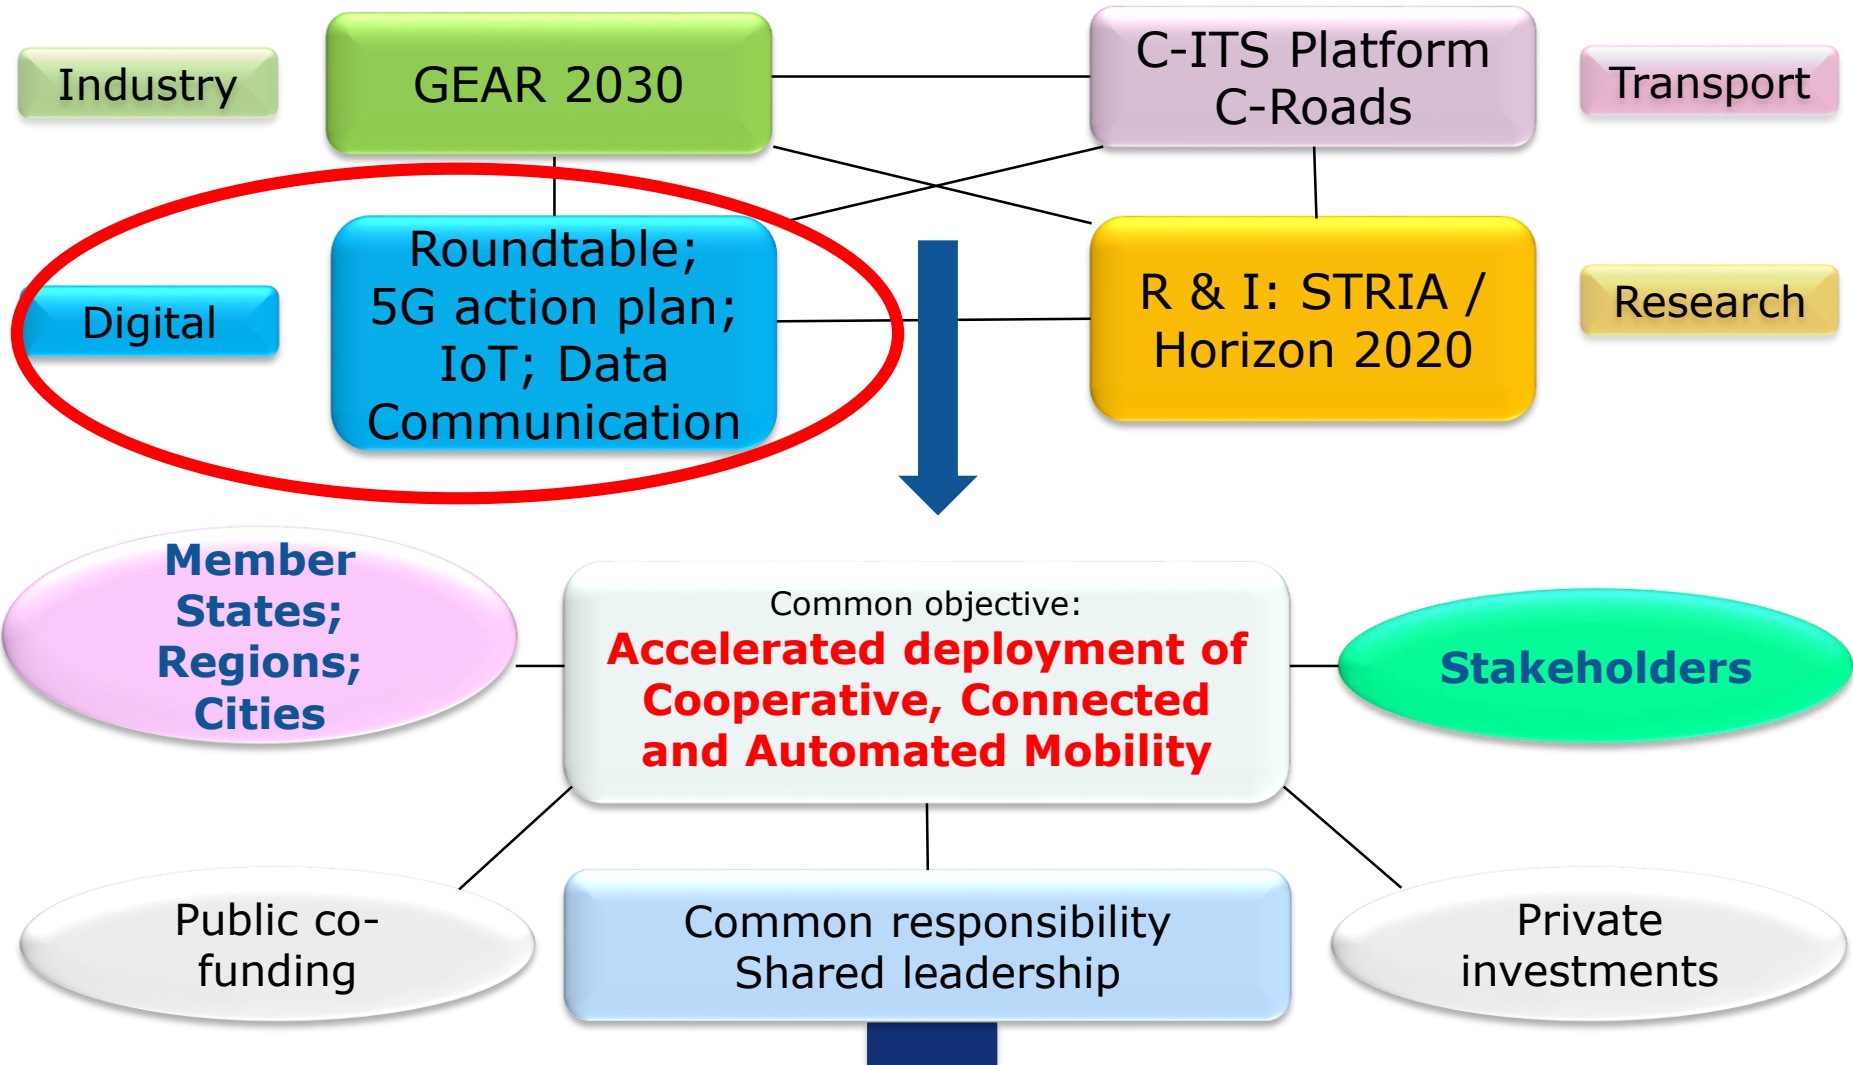 Industry
GEAR 2030
C-ITS Platform
C-Roads
Transport
Digital
Roundtable;
5G action plan;
IoT; Data
Communication
R & I: STRIA /
Horizon 2020
Research
Member
States;
Regions;
Cities
Common objective:
Accelerated deployment of
Cooperative, Connected
and Automated Mobility
Stakeholders
Public co-
funding
Common responsibility
Shared leadership
Private
investments